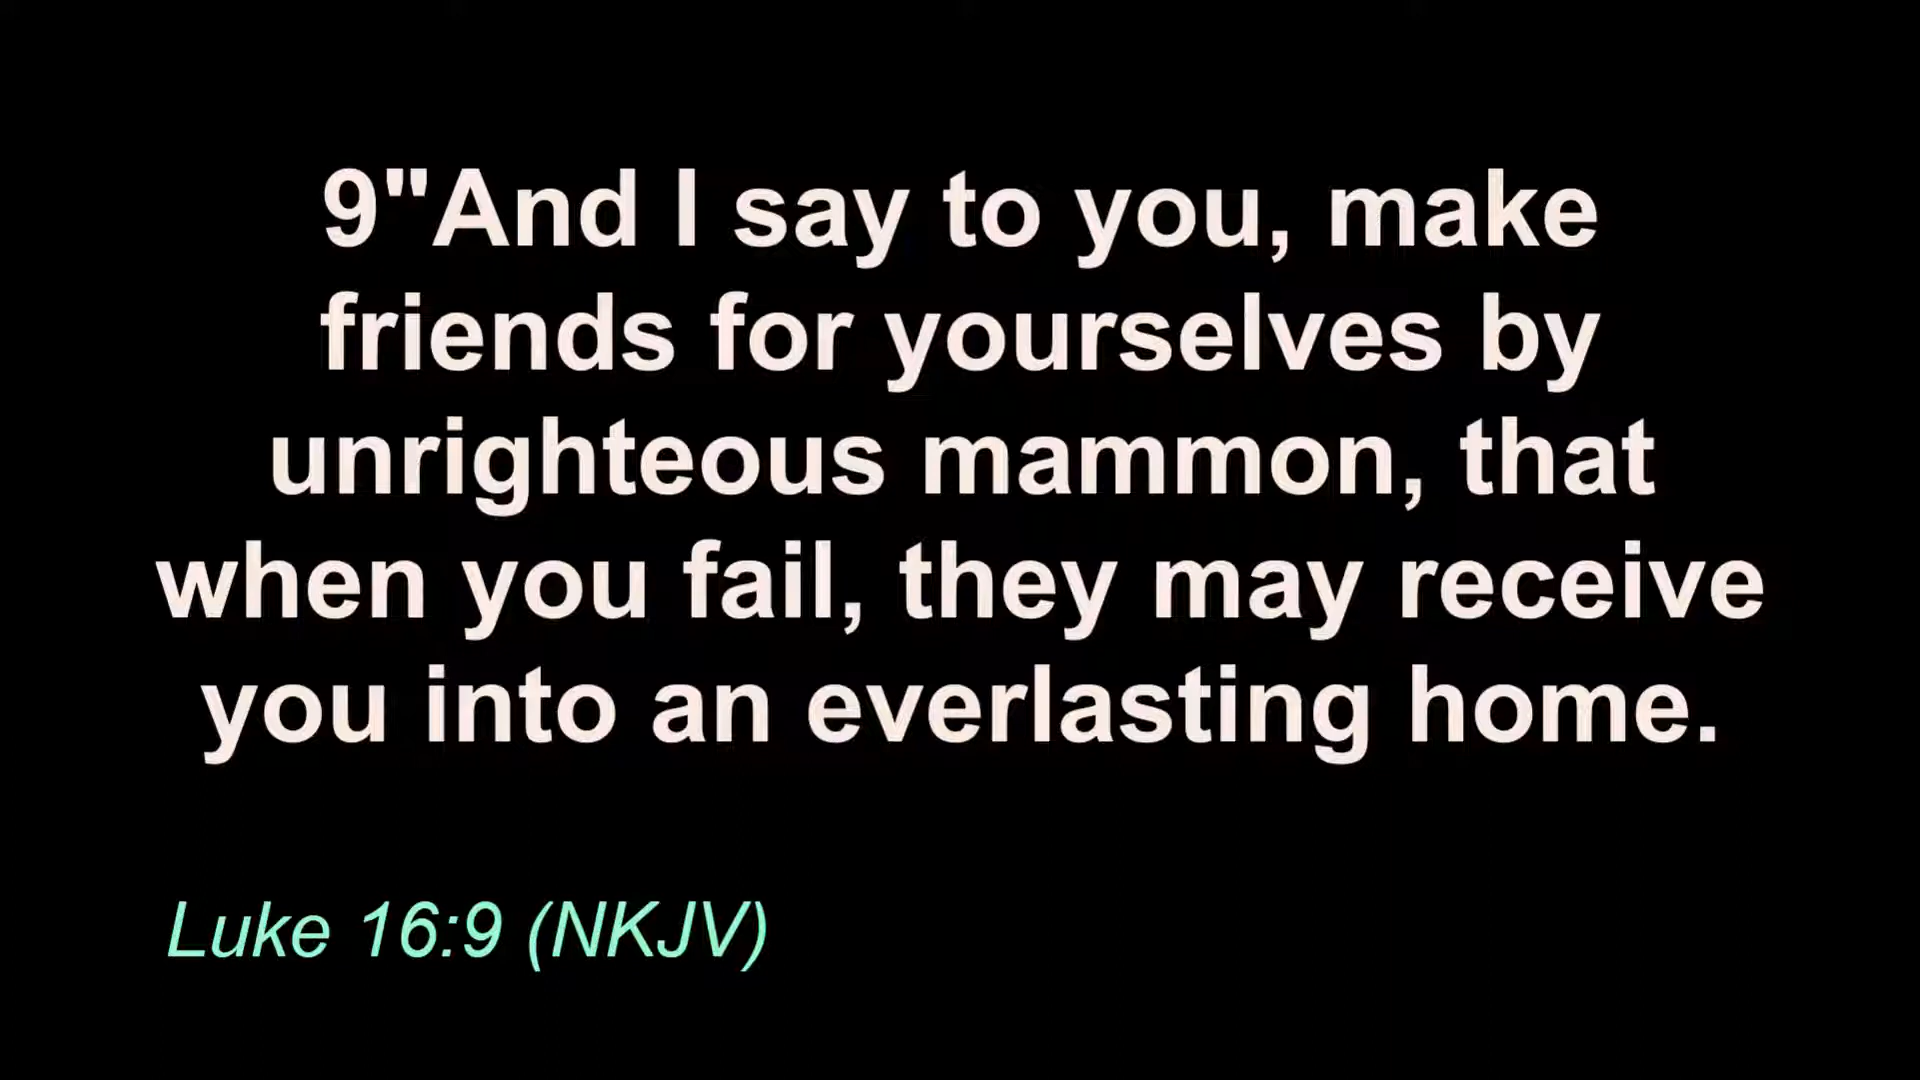 9"And I say to you, make
friends for yourselves by
unrighteous mammon, that
when you fail, they may receive
you into an everlasting home.
Luke 16:9 (NKJV)